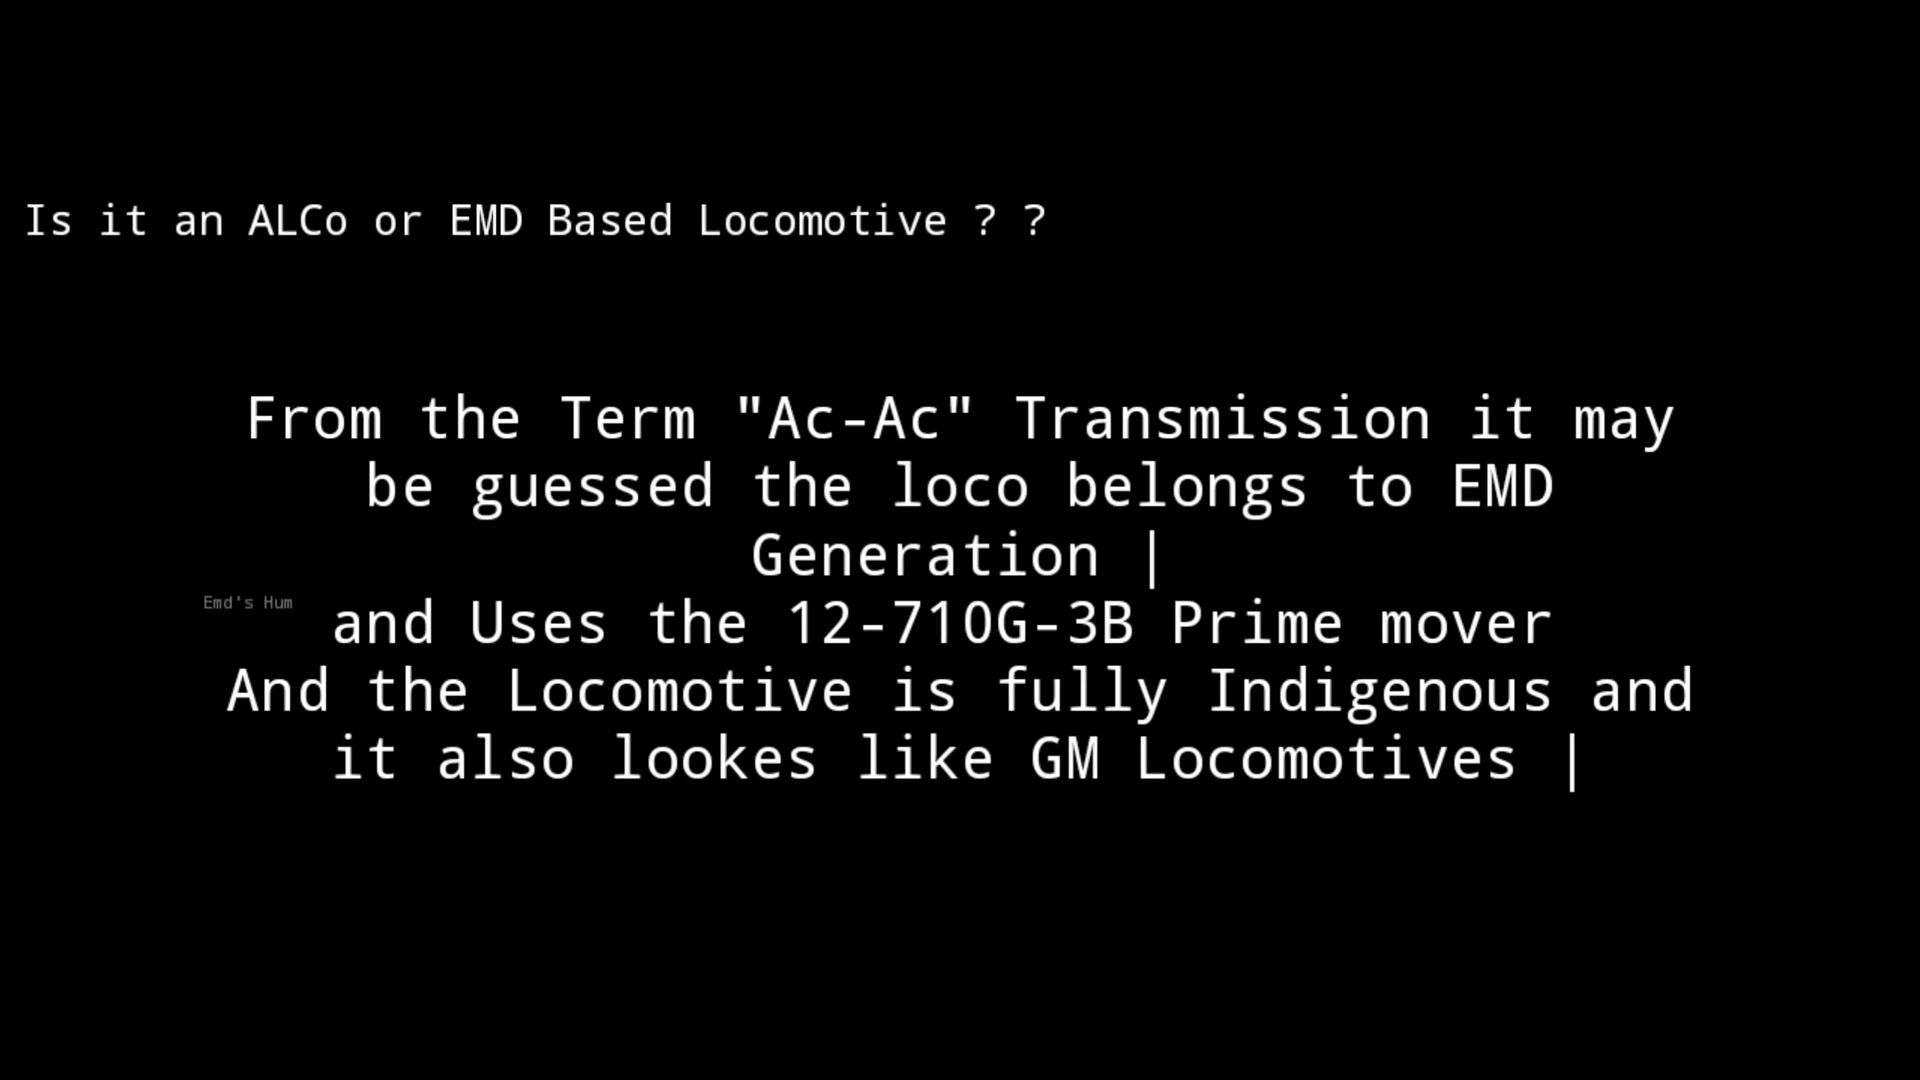 Is it an ALCo or EMD Based Locomotive ? ?
From the Term "Ac-Ac" Transmission it may
be guessed the loco belongs to EMD
Generation |
Emd's Hum
and Uses the 12-710G-3B Prime mover
And the Locomotive is fully Indigenous and
it also lookes like GM Locomotives |